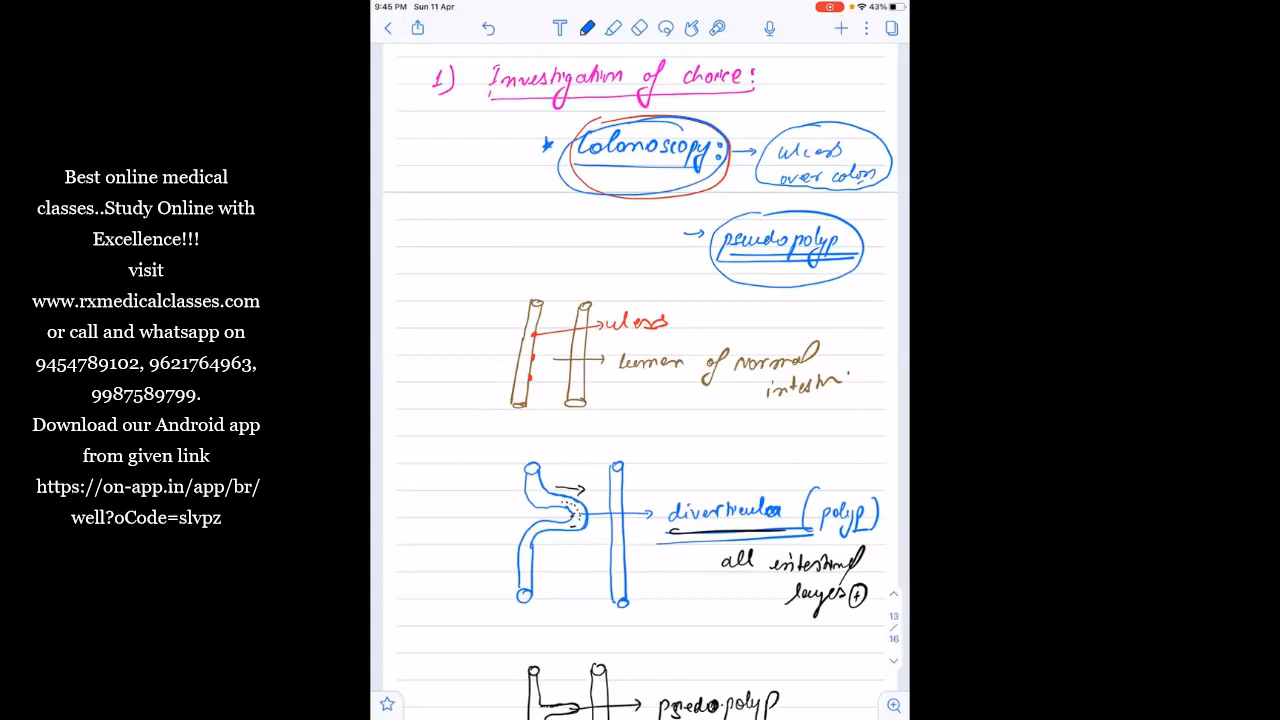 9:45 PM Sun 11 Apr
43%
Best online medical
classes..Study Online with
Excellence!!!
visit
www.rxmedicalclasses.com
or call and whatsapp on
9454789102, 9621764963,
9987589799.
Download our Android app
from given link
https://on-app.in/app/br/
well?oCode=slvpz
1) Investigation of choice:
* Colonoscopy: → ulcers
over colon
→ pseudopolyp
→ ulcers
→ lumen of normal
intestn
→ diverticula (polyp)
all intestinal
layers +
13
/
16
→ psedopolyp